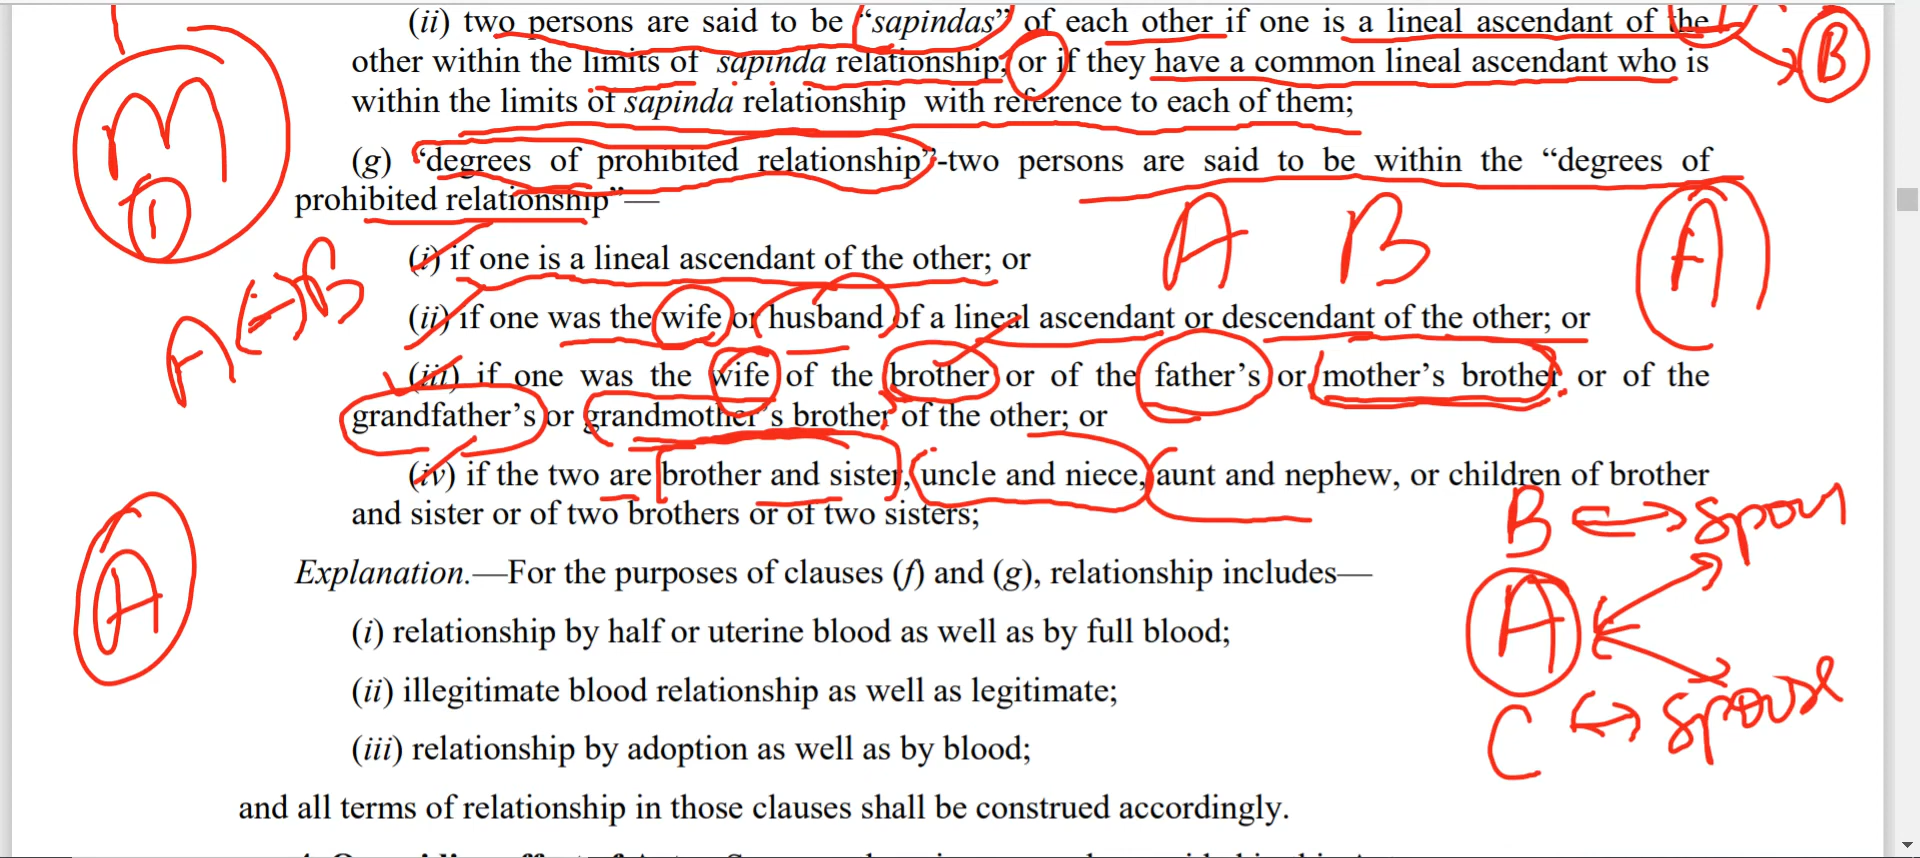 (ii) two persons are said to be “sapindas” of each other if one is a lineal ascendant of the
other within the limits of sapinda relationship, or if they have a common lineal ascendant who is
within the limits of sapinda relationship with reference to each of them;
B
M
1
(g) “degrees of prohibited relationship”-two persons are said to be within the “degrees of
prohibited relationship”—
A B
A
(i) if one is a lineal ascendant of the other; or
(ii) if one was the wife or husband of a lineal ascendant or descendant of the other; or
(iii) if one was the wife of the brother or of the father’s or mother’s brother or of the
grandfather’s or grandmother’s brother of the other; or
(iv) if the two are brother and sister, uncle and niece, aunt and nephew, or children of brother
and sister or of two brothers or of two sisters;
B
A
Explanation.—For the purposes of clauses (f) and (g), relationship includes—
(i) relationship by half or uterine blood as well as by full blood;
A
(ii) illegitimate blood relationship as well as legitimate;
C spouse
(iii) relationship by adoption as well as by blood;
and all terms of relationship in those clauses shall be construed accordingly.